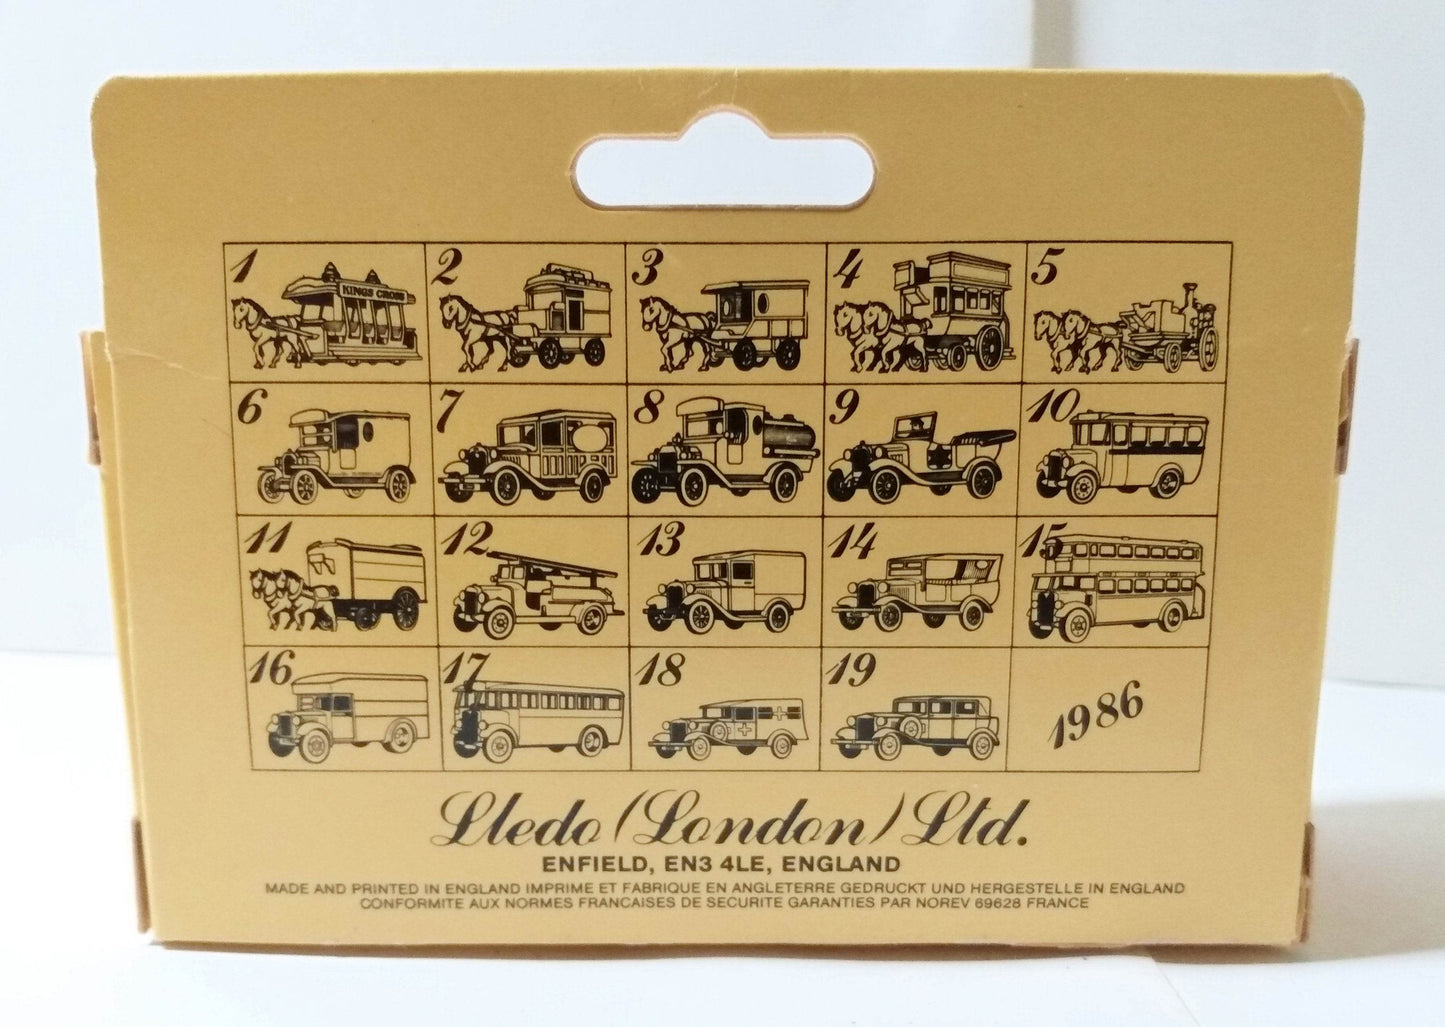 1 2 3 4 5
KINGS CROSS
6 7 8 9 10
11 12 13 14 15
16 17 18 19 1986
Lledo (London) Ltd.
ENFIELD, EN3 4LE, ENGLAND
MADE AND PRINTED IN ENGLAND IMPRIME ET FABRIQUE EN ANGLETERRE GEDRUCKT UND HERGESTELLE IN ENGLAND
CONFORMITE AUX NORMES FRANCAISES DE SECURITE GARANTIES PAR NOREV 69628 FRANCE